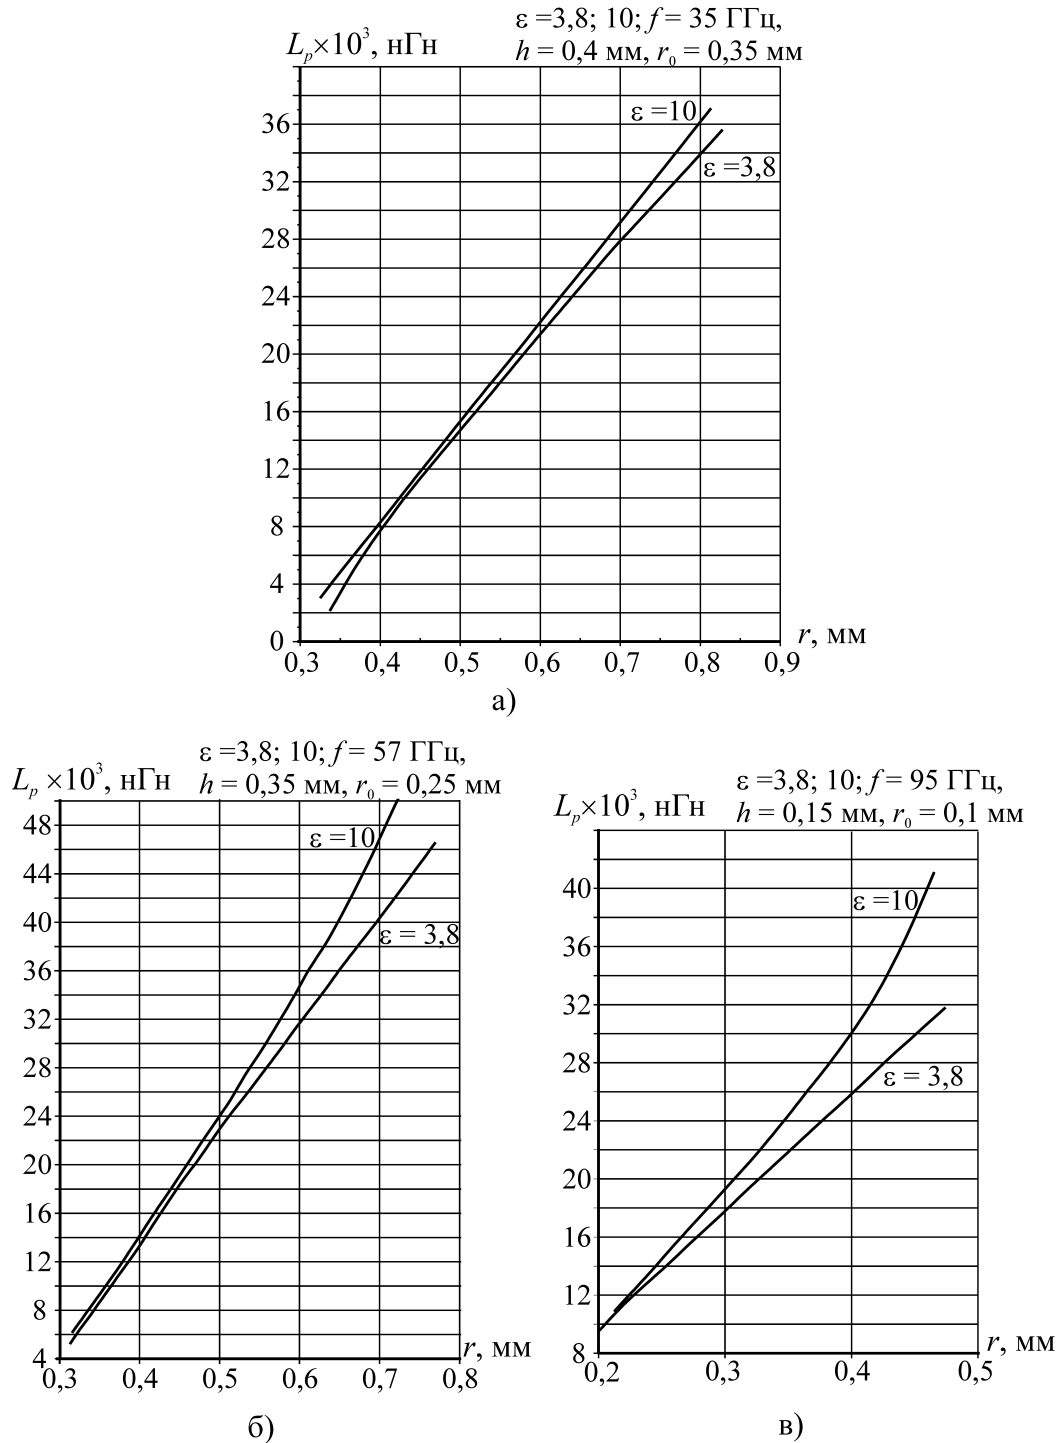 ε =3,8; 10; f = 35 ГГц,
h = 0,4 мм, r₀ = 0,35 мм
Lₚ×10³, нГн
36
32
28
24
20
16
12
8
4
0
ε =10
ε =3,8
0,3 0,4 0,5 0,6 0,7 0,8 0,9
r, мм
а)
ε =3,8; 10; f = 57 ГГц,
h = 0,35 мм, r₀ = 0,25 мм
Lₚ ×10³, нГн
48
44
40
36
32
28
24
20
16
12
8
4
ε =10
ε = 3,8
0,3 0,4 0,5 0,6 0,7 0,8
r, мм
б)
ε =3,8; 10; f = 95 ГГц,
h = 0,15 мм, r₀ = 0,1 мм
Lₚ×10³, нГн
40
36
32
28
24
20
16
12
8
ε =10
ε = 3,8
0,2 0,3 0,4 0,5
r, мм
в)